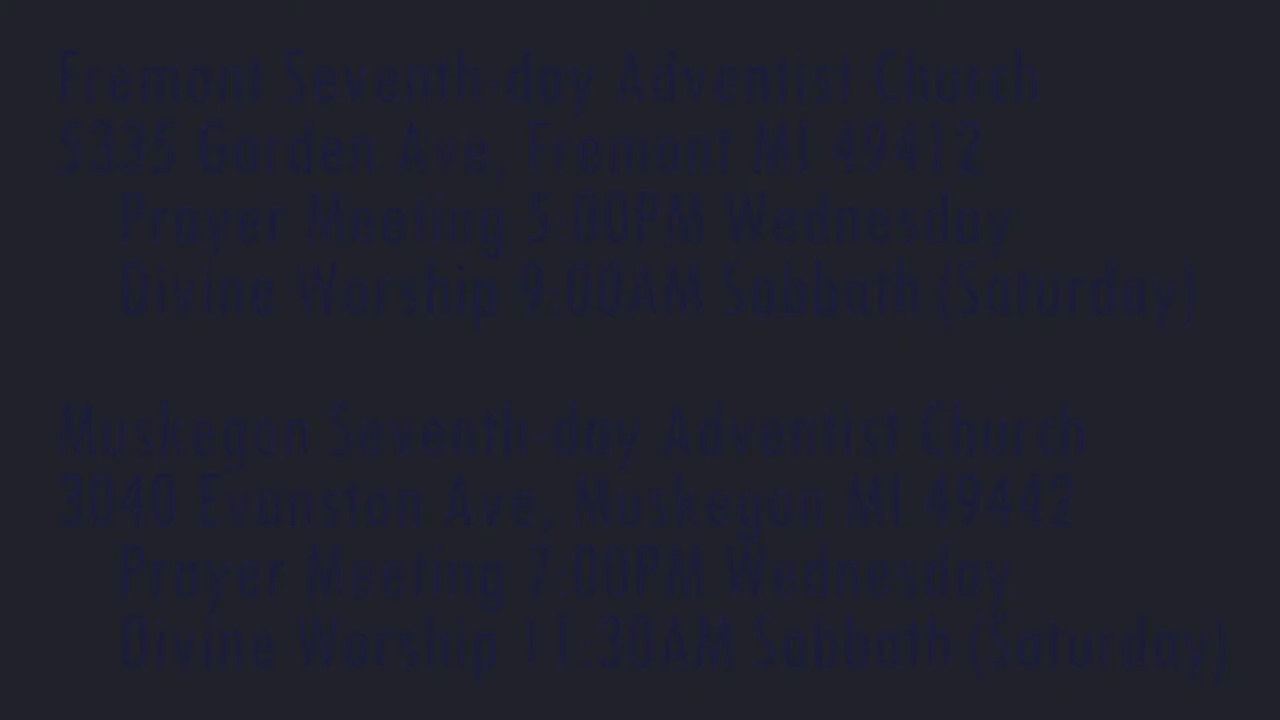 Fremont Seventh-day Adventist Church
5335 Garden Ave, Fremont MI 49412
Prayer Meeting 5:00PM Wednesday
Divine Worship 9:00AM Sabbath (Saturday)
Muskegon Seventh-day Adventist Church
3040 Evanston Ave, Muskegon MI 49442
Prayer Meeting 7:00PM Wednesday
Divine Worship 11:30AM Sabbath (Saturday)